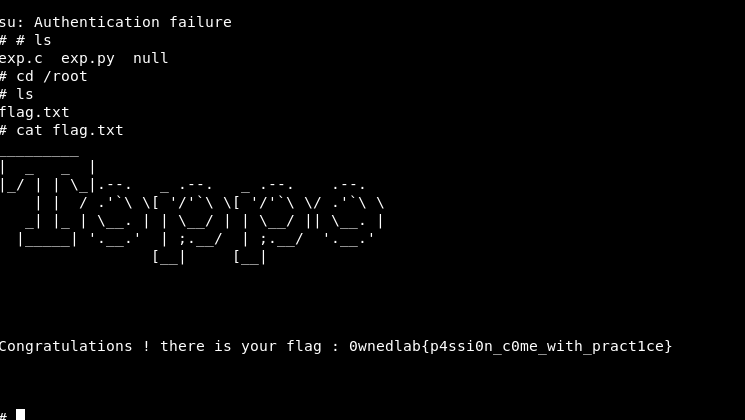 su: Authentication failure
# # ls
exp.c  exp.py  null
# cd /root
# ls
flag.txt
# cat flag.txt
_________
|  _   _  |
|_/ | | \_|.--.   _ .--.   _ .--.    .--.
    | |  / .'`\ \[ '/'`\ \[ '/'`\ \/ .'`\ \
   _| |_ | \__. | | \__/ | | \__/ || \__. |
  |_____| '.__.'  | ;.__/  | ;.__/  '.__.'
                 [__|     [__|
Congratulations ! there is your flag : 0wnedlab{p4ssi0n_c0me_with_pract1ce}
#